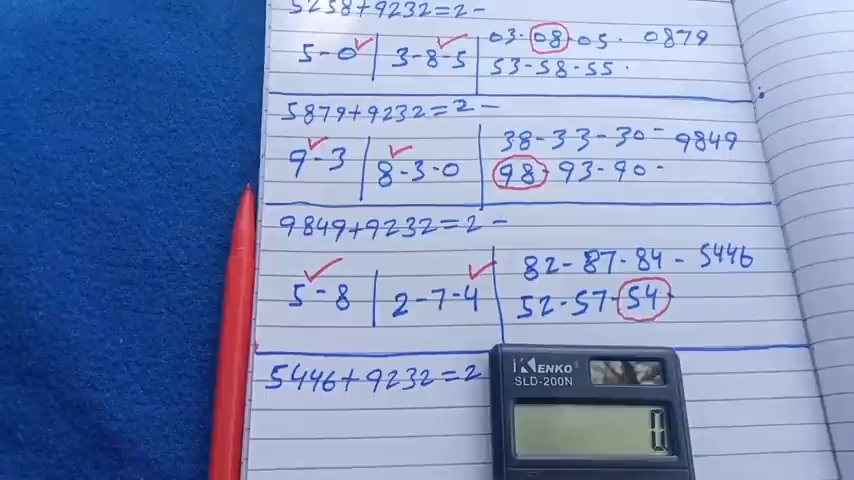 5258+9232=2-
5-0 3-8-5 03-08-05- 0879
53-58-55-
5879+9232=2-
9-3 8-3-0 38-33-30- 9849
98-93-90-
9849+9232=2-
5-8 2-7-4 82-87-84- 5446
52-57-54-
5446+9232=2
KENKO
SLD-200N
0